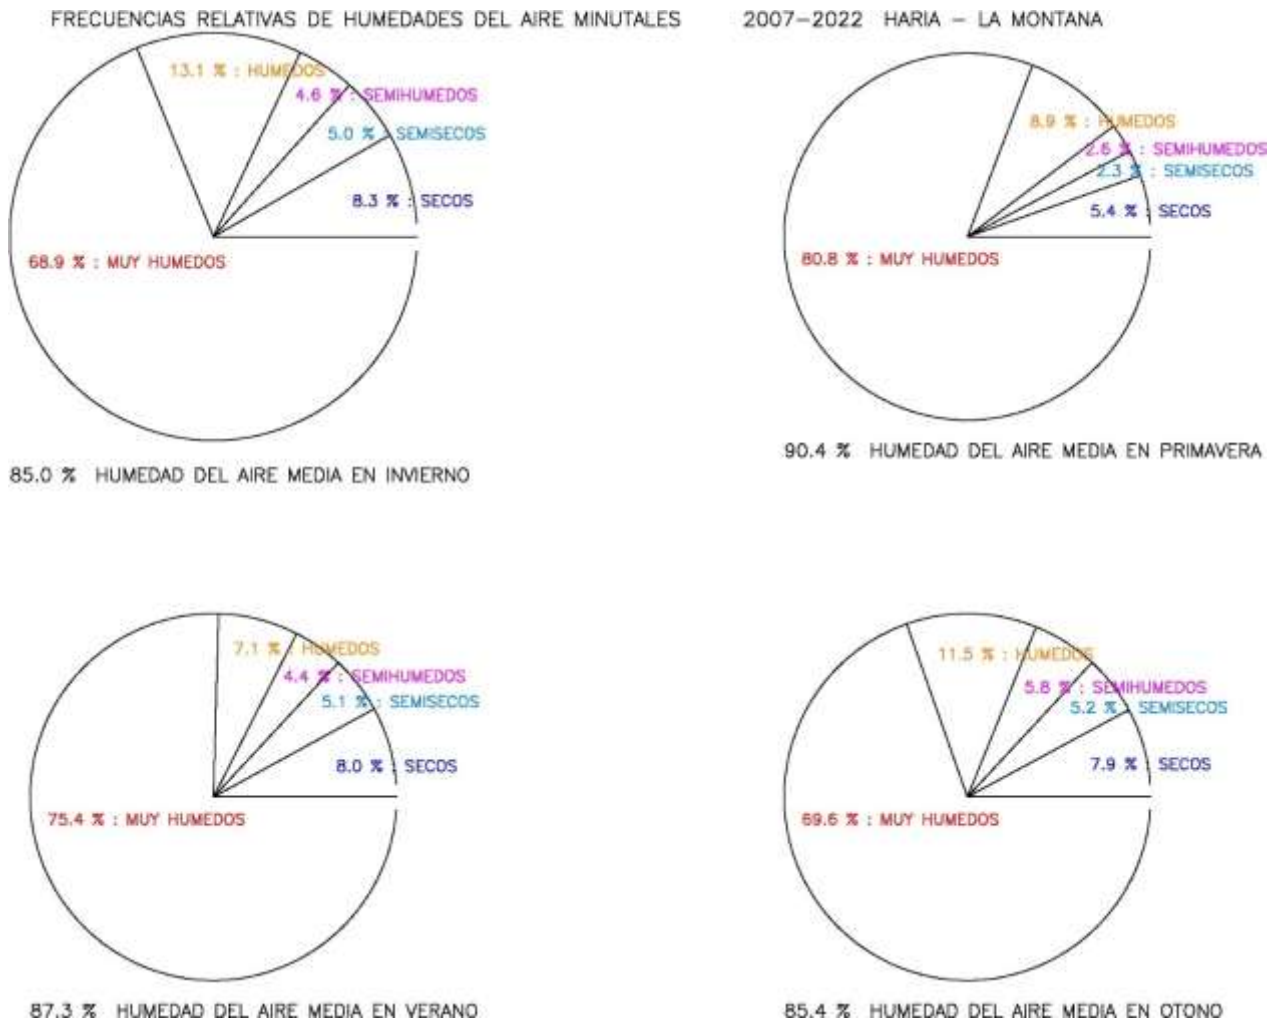 FRECUENCIAS RELATIVAS DE HUMEDADES DEL AIRE MINUTALES 2007-2022 HARIA - LA MONTANA
13.1 % : HUMEDOS
4.6 % : SEMIHUMEDOS
5.0 % : SEMISECOS
8.3 % : SECOS
68.9 % : MUY HUMEDOS
85.0 % HUMEDAD DEL AIRE MEDIA EN INVIERNO
8.9 % : HUMEDOS
2.6 % : SEMIHUMEDOS
2.3 % : SEMISECOS
5.4 % : SECOS
80.8 % : MUY HUMEDOS
90.4 % HUMEDAD DEL AIRE MEDIA EN PRIMAVERA
7.1 % : HUMEDOS
4.4 % : SEMIHUMEDOS
5.1 % : SEMISECOS
8.0 % : SECOS
75.4 % : MUY HUMEDOS
87.3 % HUMEDAD DEL AIRE MEDIA EN VERANO
11.5 % : HUMEDOS
5.8 % : SEMIHUMEDOS
5.2 % : SEMISECOS
7.9 % : SECOS
69.6 % : MUY HUMEDOS
85.4 % HUMEDAD DEL AIRE MEDIA EN OTONO